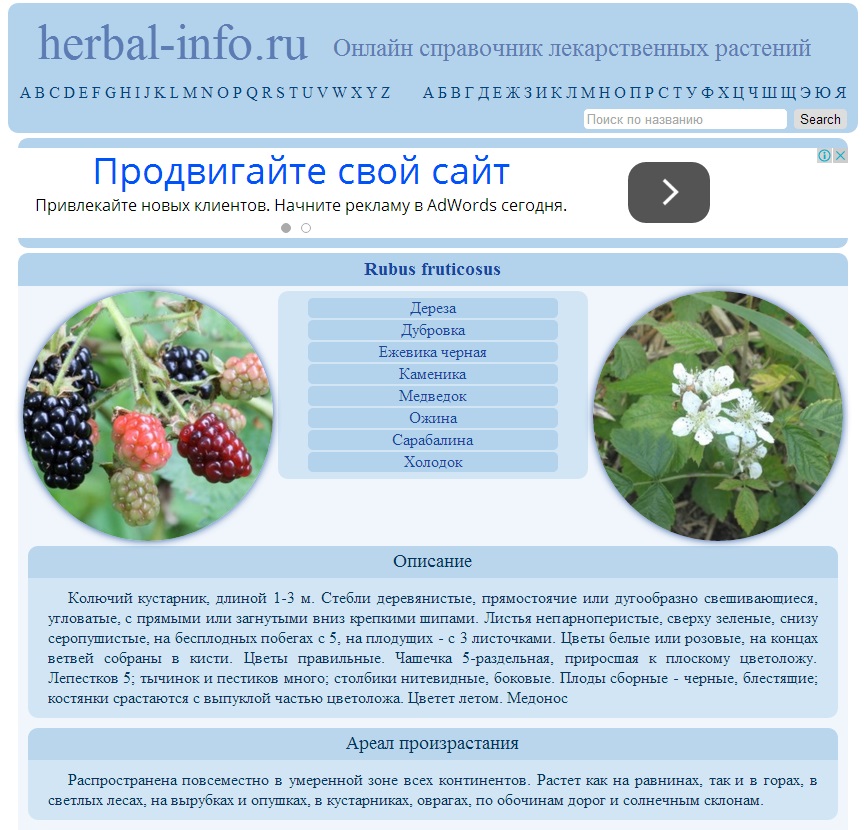 herbal-info.ru Онлайн справочник лекарственных растений
A B C D E F G H I J K L M N O P Q R S T U V W X Y Z А Б В Г Д Е Ж З И К Л М Н О П Р С Т У Ф Х Ц Ч Ш Щ Э Ю Я
Поиск по названию Search
Продвигайте свой сайт
Привлекайте новых клиентов. Начните рекламу в AdWords сегодня.
Rubus fruticosus
Дереза
Дубровка
Ежевика черная
Каменика
Медведок
Ожина
Сарабалина
Холодок
Описание
Колючий кустарник, длиной 1-3 м. Стебли деревянистые, прямостоячие или дугообразно свешивающиеся,
угловатые, с прямыми или загнутыми вниз крепкими шипами. Листья непарноперистые, сверху зеленые, снизу
серопушистые, на бесплодных побегах с 5, на плодущих - с 3 листочками. Цветы белые или розовые, на концах
ветвей собраны в кисти. Цветы правильные. Чашечка 5-раздельная, приросшая к плоскому цветоложу.
Лепестков 5; тычинок и пестиков много; столбики нитевидные, боковые. Плоды сборные - черные, блестящие;
костянки срастаются с выпуклой частью цветоложа. Цветет летом. Медонос
Ареал произрастания
Распространена повсеместно в умеренной зоне всех континентов. Растет как на равнинах, так и в горах, в
светлых лесах, на вырубках и опушках, в кустарниках, оврагах, по обочинам дорог и солнечным склонам.